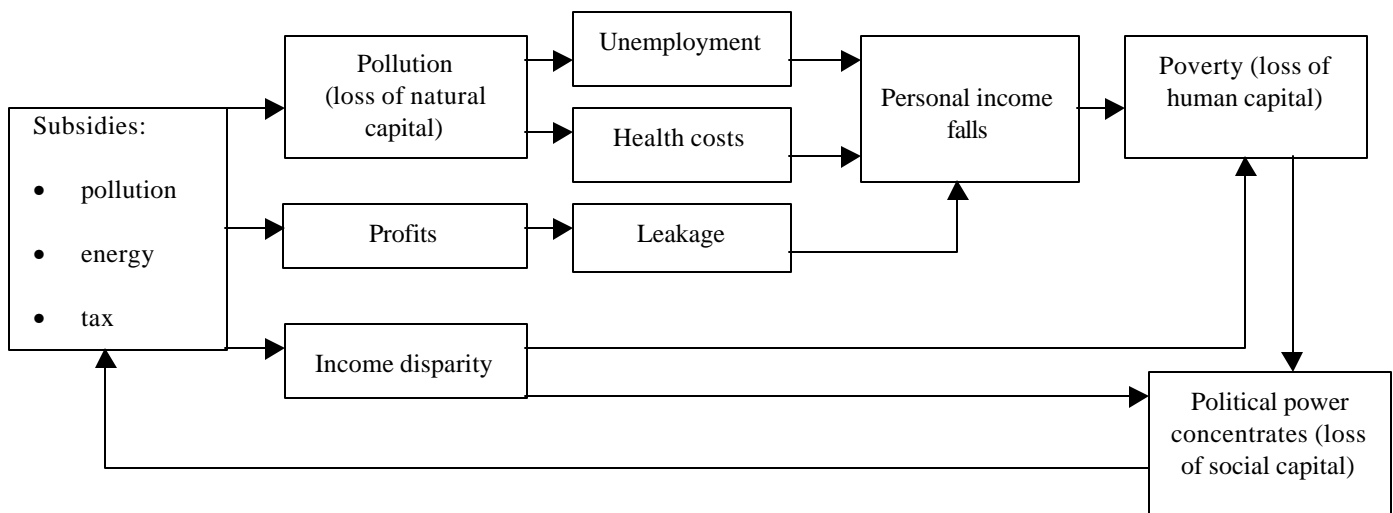 Subsidies:
• pollution
• energy
• tax
Pollution
(loss of natural
capital)
Profits
Income disparity
Unemployment
Health costs
Leakage
Personal income
falls
Poverty (loss of
human capital)
Political power
concentrates (loss
of social capital)